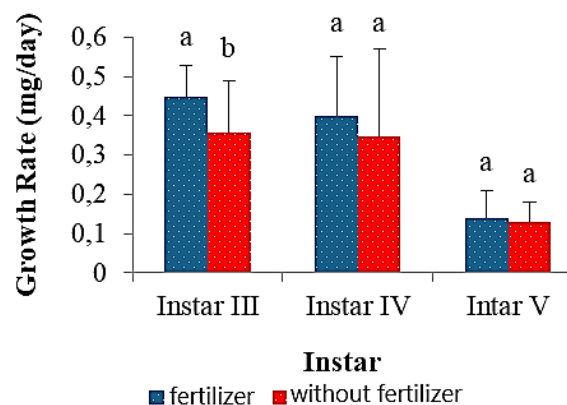 Growth Rate (mg/day)
0,6
0,5
0,4
0,3
0,2
0,1
0
a
b
a
a
a
a
Instar III
Instar IV
Intar V
Instar
fertilizer
without fertilizer